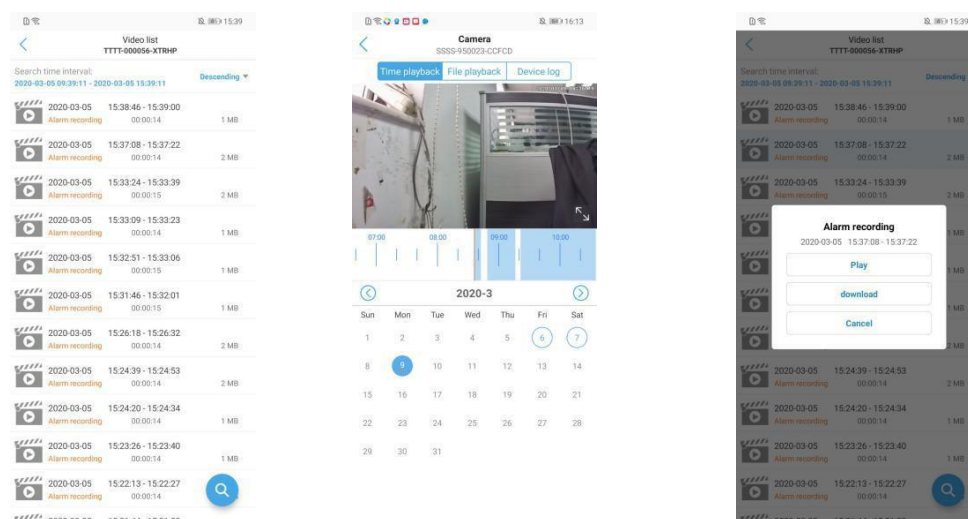 15:39
Video list
TTTT-000056-XTRHP
Search time interval:
2020-03-05 09:39:11 - 2020-03-05 15:39:11
Descending
2020-03-05 15:38:46 - 15:39:00
Alarm recording 00:00:14 1 MB
2020-03-05 15:37:08 - 15:37:22
Alarm recording 00:00:14 2 MB
2020-03-05 15:33:24 - 15:33:39
Alarm recording 00:00:15 2 MB
2020-03-05 15:33:09 - 15:33:23
Alarm recording 00:00:14 1 MB
2020-03-05 15:32:51 - 15:33:06
Alarm recording 00:00:15 1 MB
2020-03-05 15:31:46 - 15:32:01
Alarm recording 00:00:15 1 MB
2020-03-05 15:26:18 - 15:26:32
Alarm recording 00:00:14 2 MB
2020-03-05 15:24:39 - 15:24:53
Alarm recording 00:00:14 2 MB
2020-03-05 15:24:20 - 15:24:34
Alarm recording 00:00:14 1 MB
2020-03-05 15:23:26 - 15:23:40
Alarm recording 00:00:14 1 MB
2020-03-05 15:22:13 - 15:22:27
Alarm recording 00:00:14
16:13
Camera
SSSS-950023-CCFCD
Time playback File playback Device log
07:00 08:00 09:00 10:00
2020-3
Sun Mon Tue Wed Thu Fri Sat
1 2 3 4 5 6 7
8 9 10 11 12 13 14
15 16 17 18 19 20 21
22 23 24 25 26 27 28
29 30 31
15:39
Video list
TTTT-000056-XTRHP
Search time interval:
2020-03-05 09:39:11 - 2020-03-05 15:39:11
Descending
2020-03-05 15:38:46 - 15:39:00
Alarm recording 00:00:14 1 MB
2020-03-05 15:37:08 - 15:37:22
Alarm recording 00:00:14 2 MB
2020-03-05 15:33:24 - 15:33:39
Alarm recording 00:00:15 2 MB
Alarm recording
2020-03-05 15:37:08 - 15:37:22
Play
download
Cancel
2020-03-05 15:24:39 - 15:24:53
Alarm recording 00:00:14 2 MB
2020-03-05 15:24:20 - 15:24:34
Alarm recording 00:00:14 1 MB
2020-03-05 15:23:26 - 15:23:40
Alarm recording 00:00:14 1 MB
2020-03-05 15:22:13 - 15:22:27
Alarm recording 00:00:14